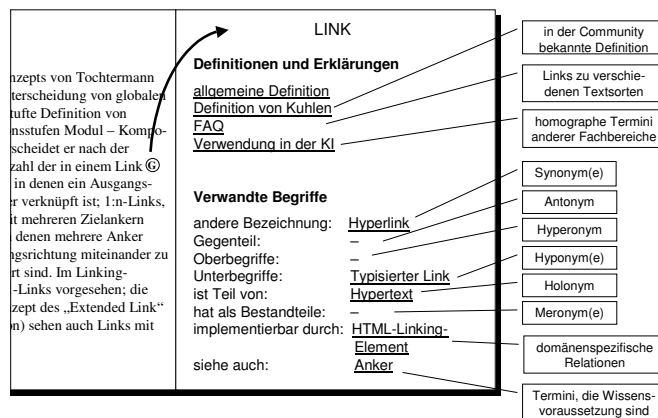 nzepts von Tochtermann
terscheidung von globalen
tufte Definition von
nsstufen Modul – Kompo-
scheidet er nach der
zahl der in einem Link G
in denen ein Ausgangs-
r verknüpft ist; 1:n-Links,
it mehreren Zielankern
denen mehrere Anker
ngsrichtung miteinander zu
rt sind. Im Linking-
-Links vorgesehen; die
zept des „Extended Link“
on) sehen auch Links mit
LINK
Definitionen und Erklärungen
allgemeine Definition
Definition von Kuhlen
FAQ
Verwendung in der KI
Verwandte Begriffe
andere Bezeichnung: Hyperlink
Gegenteil: –
Oberbegriffe: –
Unterbegriffe: Typisierter Link
ist Teil von: Hypertext
hat als Bestandteile: –
implementierbar durch: HTML-Linking-
Element
siehe auch: Anker
in der Community
bekannte Definition
Links zu verschie-
denen Textsorten
homographe Termini
anderer Fachbereiche
Synonym(e)
Antonym
Hyperonym
Hyponym(e)
Holonym
Meronym(e)
domänenspezifische
Relationen
Termini, die Wissens-
voraussetzung sind